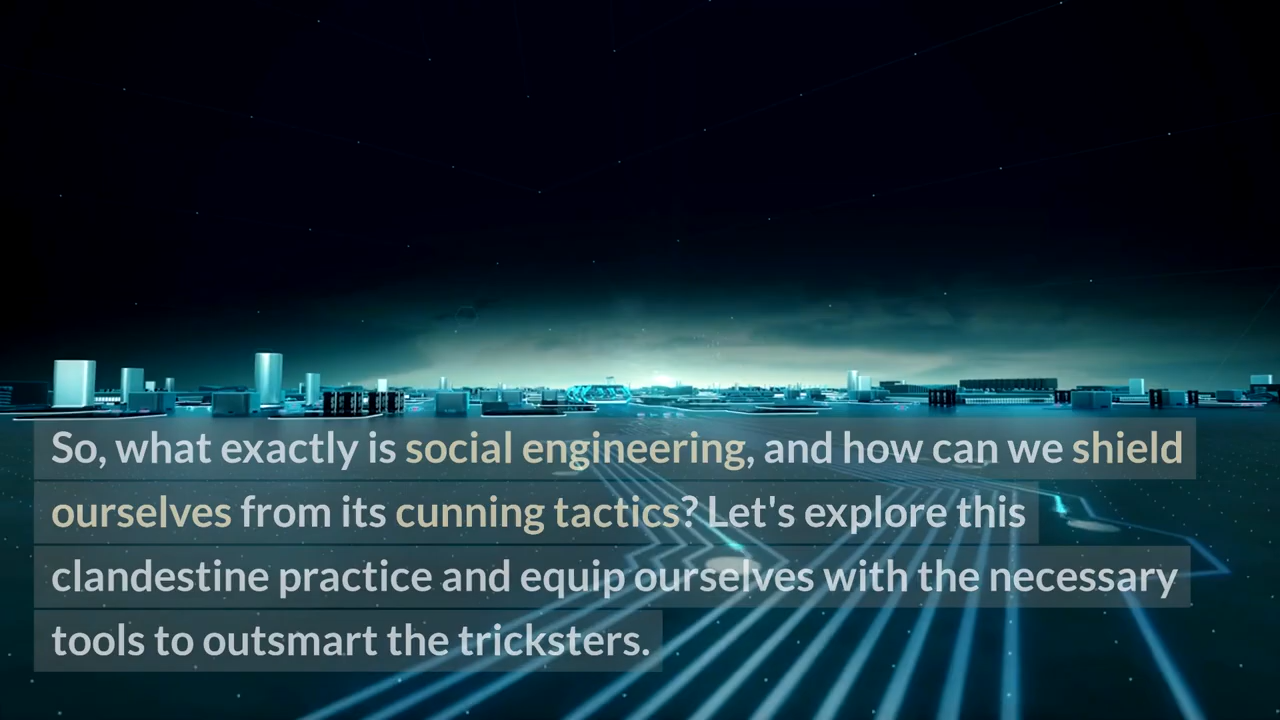 So, what exactly is social engineering, and how can we shield
ourselves from its cunning tactics? Let's explore this
clandestine practice and equip ourselves with the necessary
tools to outsmart the tricksters.